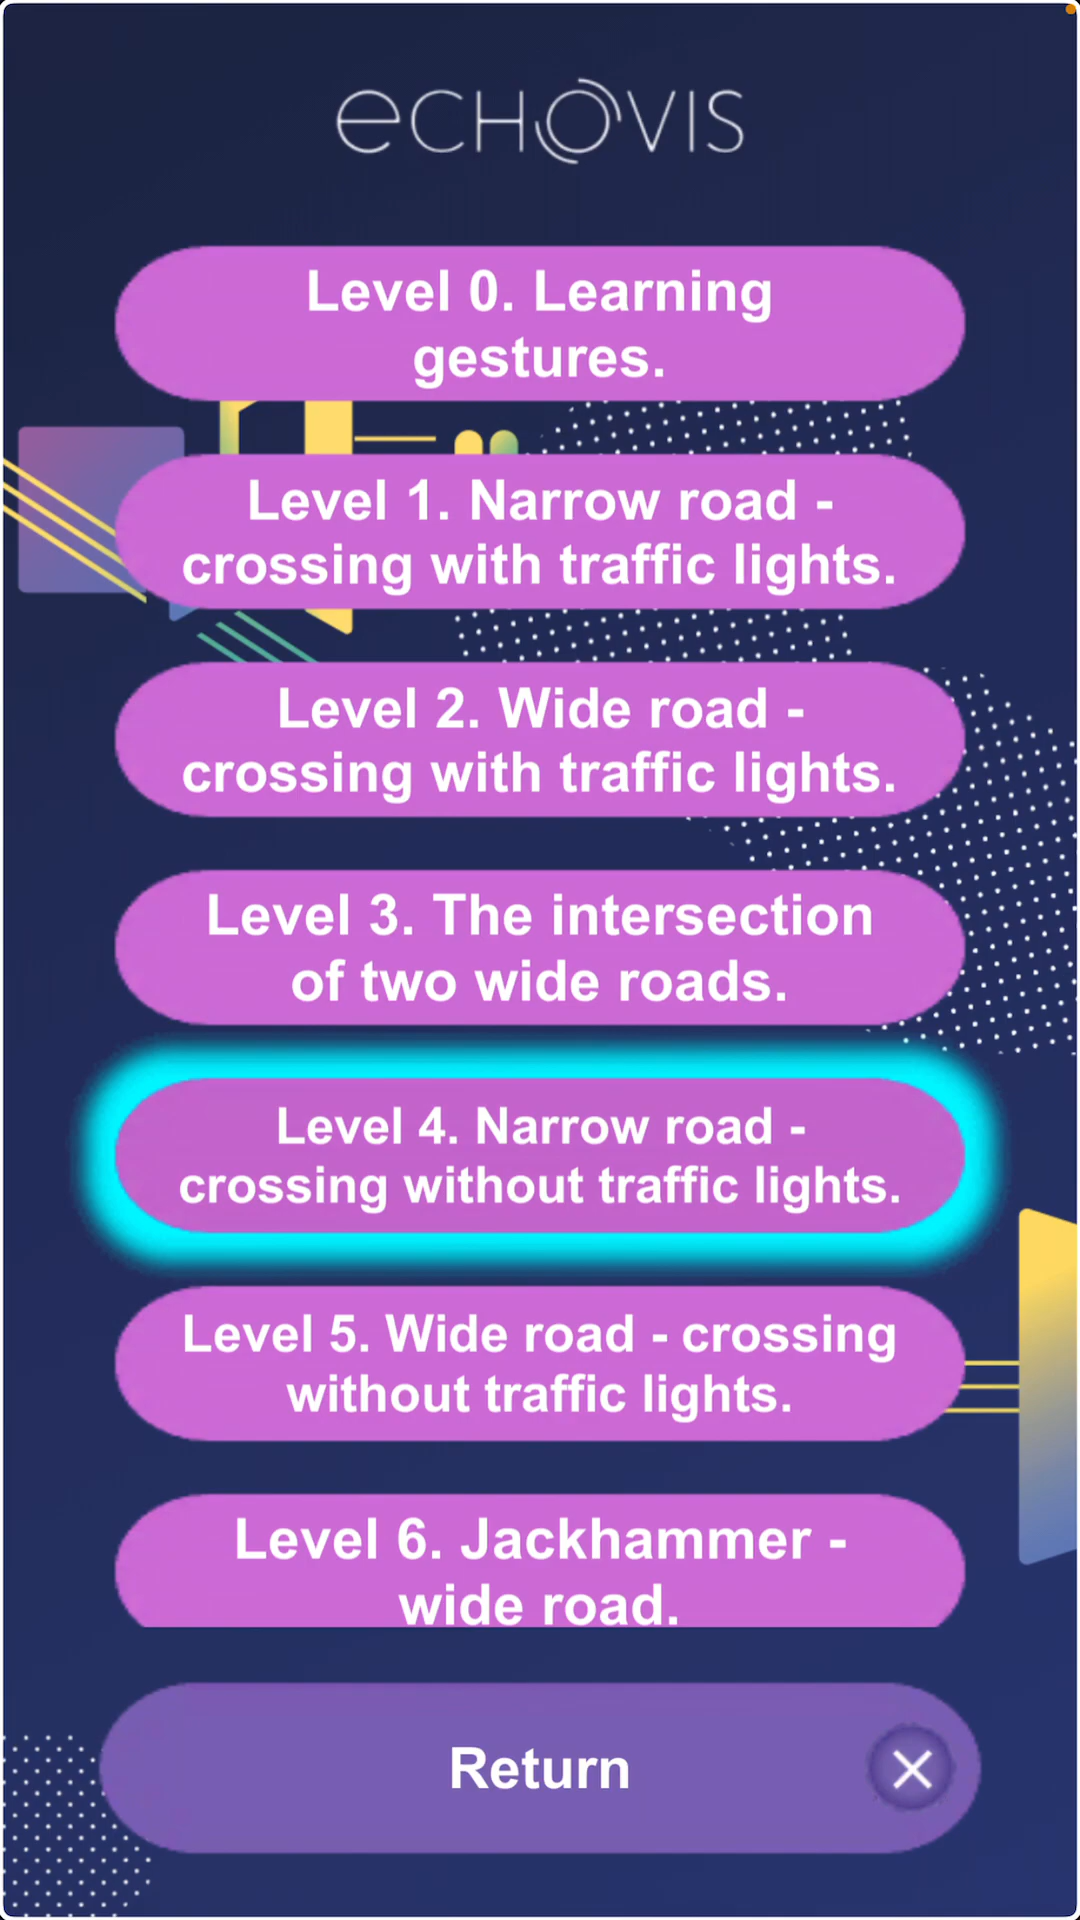 eCHOVIS
Level 0. Learning
gestures.
Level 1. Narrow road -
crossing with traffic lights.
Level 2. Wide road -
crossing with traffic lights.
Level 3. The intersection
of two wide roads.
Level 4. Narrow road -
crossing without traffic lights.
Level 5. Wide road - crossing
without traffic lights.
Level 6. Jackhammer -
wide road.
Return